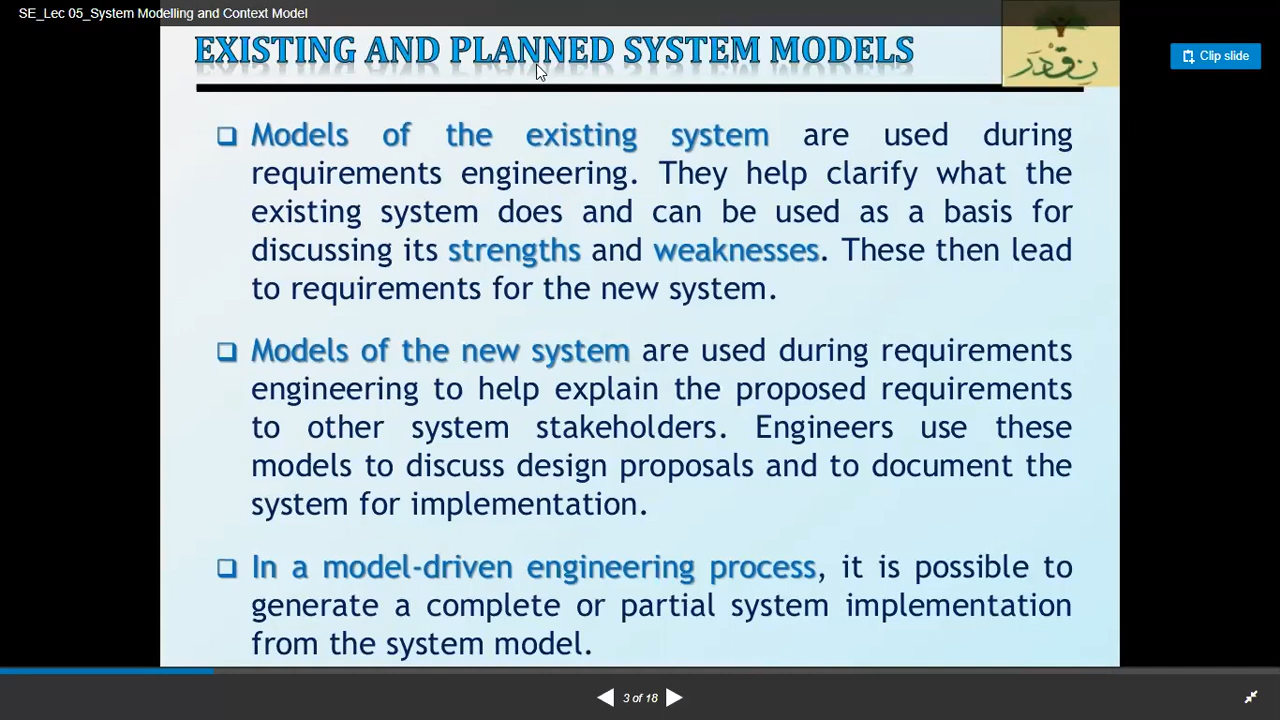 SE_Lec 05_System Modelling and Context Model
Clip slide
EXISTING AND PLANNED SYSTEM MODELS
Models of the existing system are used during
requirements engineering. They help clarify what the
existing system does and can be used as a basis for
discussing its strengths and weaknesses. These then lead
to requirements for the new system.
Models of the new system are used during requirements
engineering to help explain the proposed requirements
to other system stakeholders. Engineers use these
models to discuss design proposals and to document the
system for implementation.
In a model-driven engineering process, it is possible to
generate a complete or partial system implementation
from the system model.
3 of 18